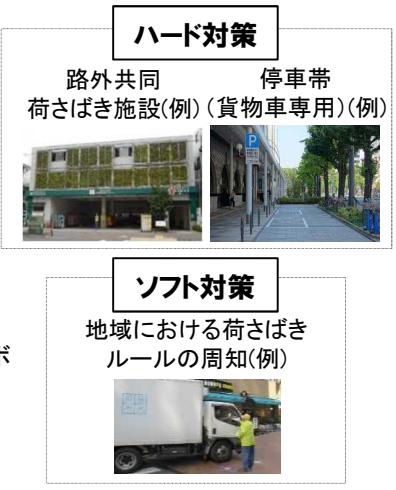 ハード対策
路外共同
荷さばき施設(例)
停車帯
(貨物車専用)(例)
P
ソフト対策
地域における荷さばき
ルールの周知(例)
ボ